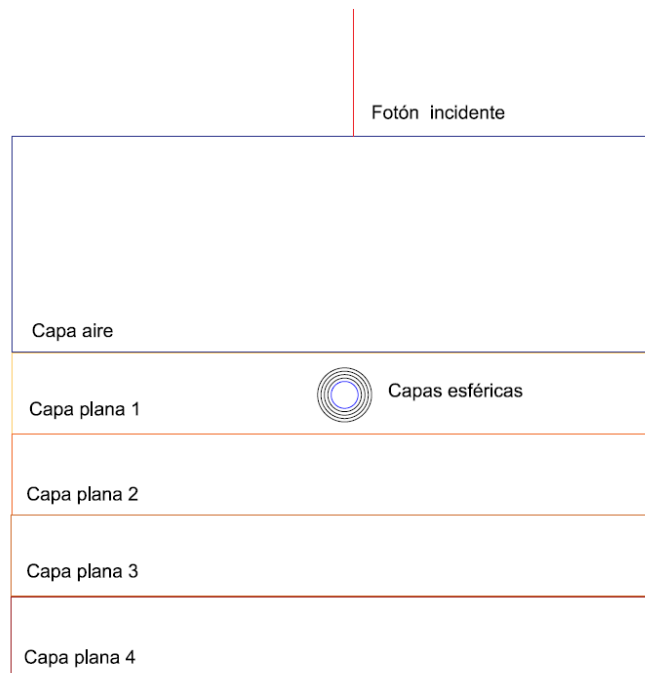 Fotón incidente
Capa aire
Capas esféricas
Capa plana 1
Capa plana 2
Capa plana 3
Capa plana 4